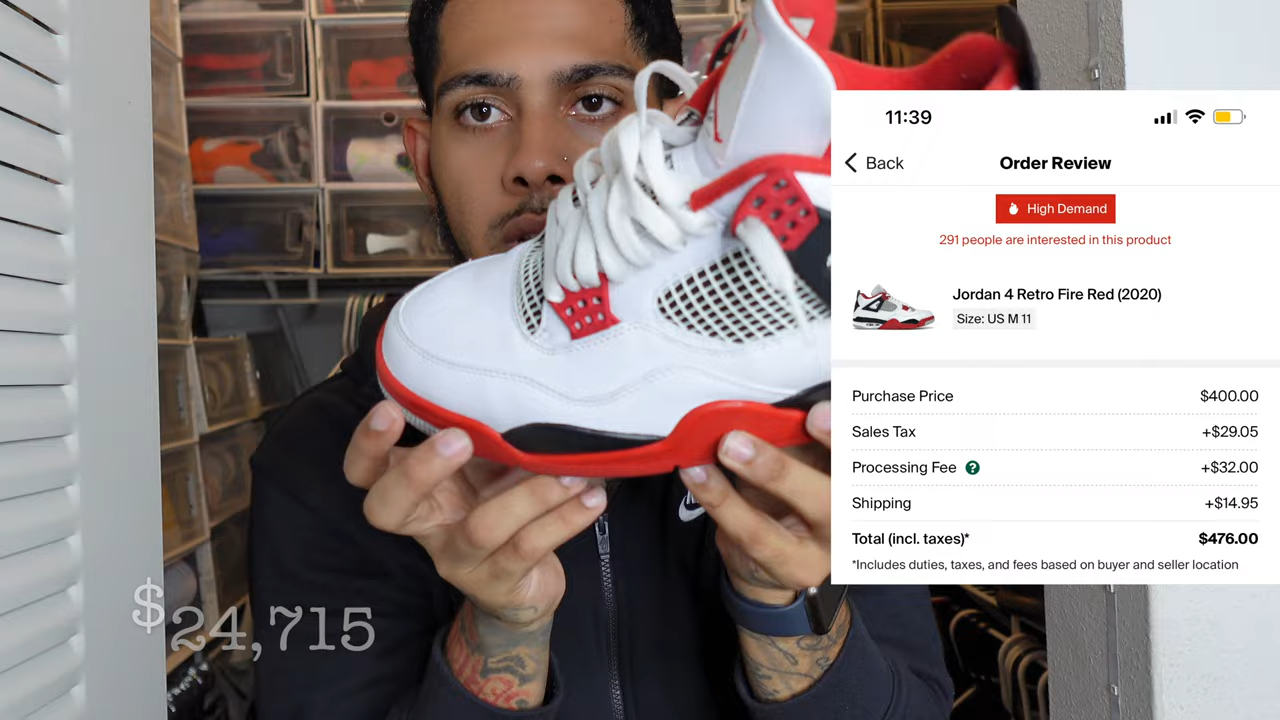 11:39
Back
Order Review
High Demand
291 people are interested in this product
Jordan 4 Retro Fire Red (2020)
Size: US M 11
Purchase Price $400.00
Sales Tax +$29.05
Processing Fee ? +$32.00
Shipping +$14.95
Total (incl. taxes)* $476.00
*Includes duties, taxes, and fees based on buyer and seller location
$24,715